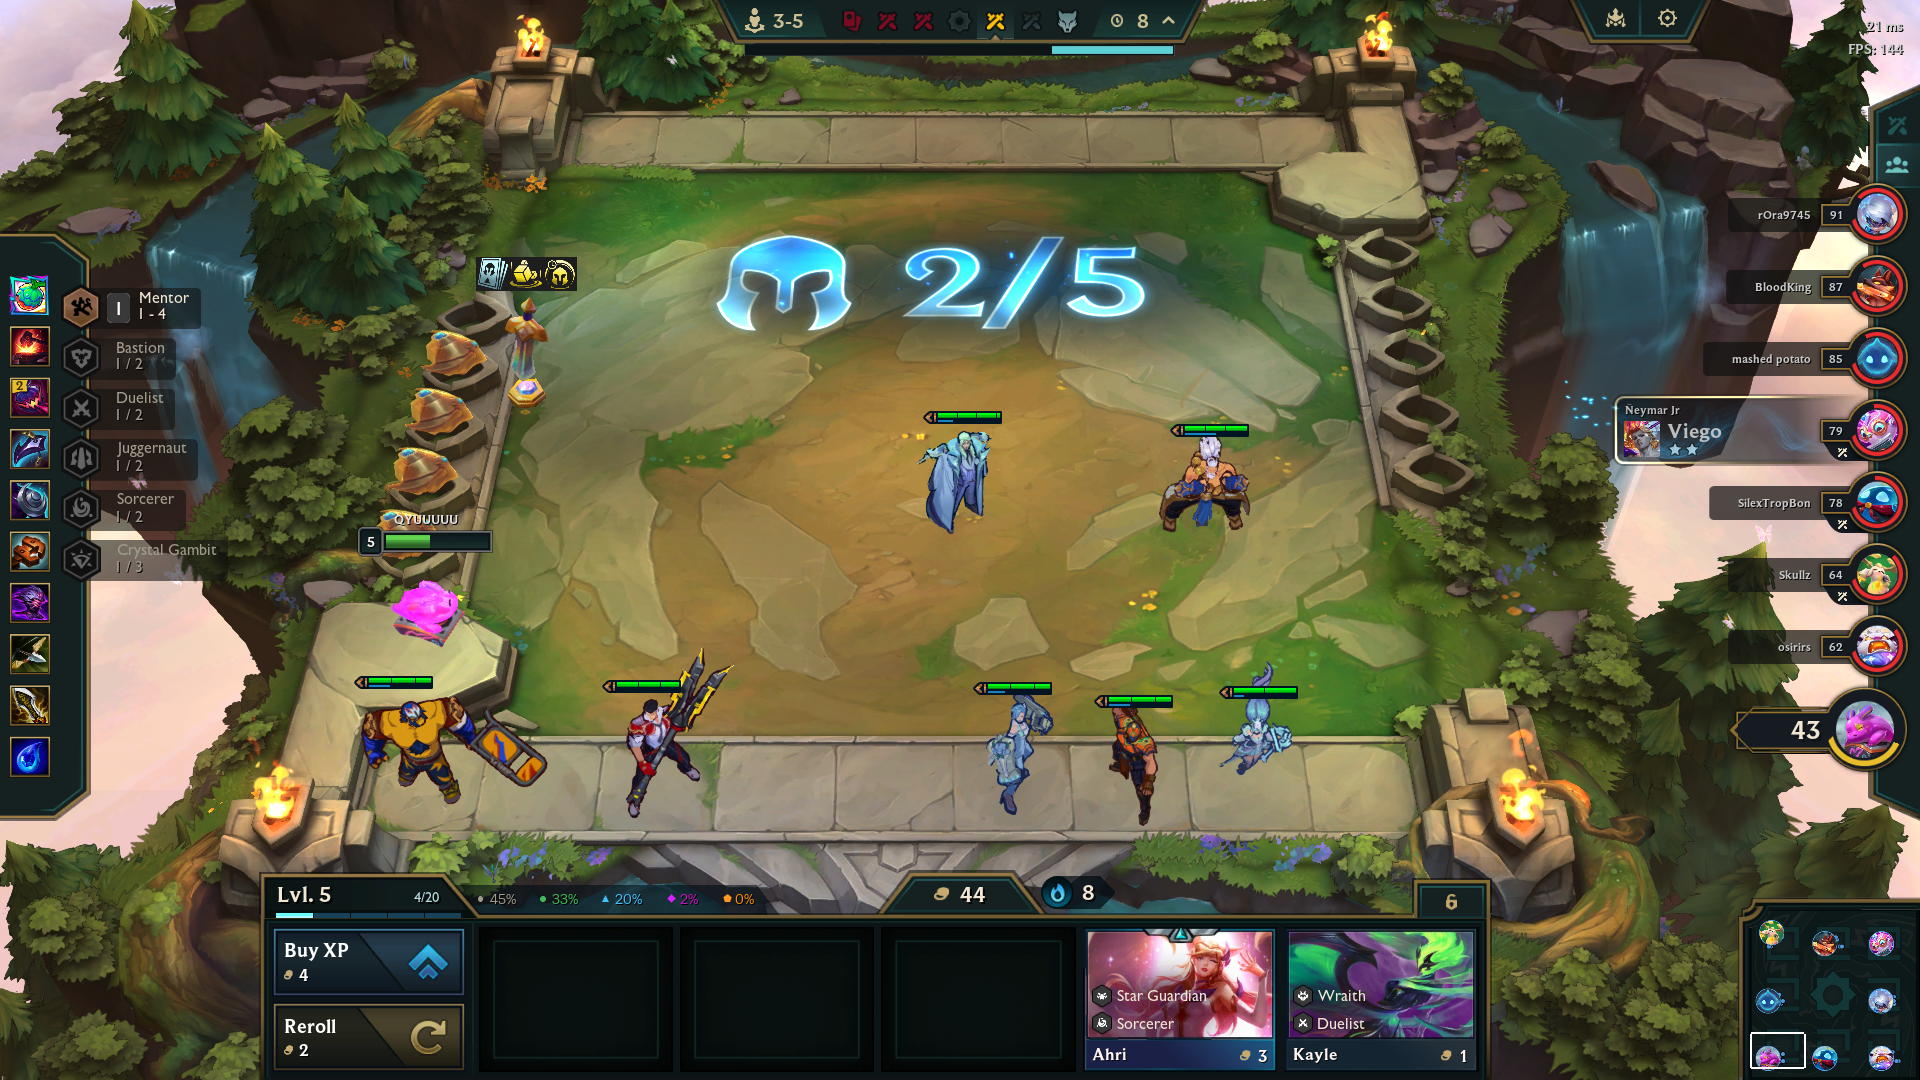 3-5
8
21 ms
FPS: 144
2/5
1
Mentor
1 - 4
Bastion
1 / 2
Duelist
1 / 2
Juggernaut
1 / 2
Sorcerer
1 / 2
Crystal Gambit
1 / 3
2
QYUUUUU
5
rOra9745
91
BloodKing
87
mashed potato
85
Ñeymar Jr
Viego
79
SilexTropBon
78
Skullz
64
osirirs
62
43
Lvl. 5
4/20
45%
33%
20%
2%
0%
44
8
6
Buy XP
4
Reroll
2
Star Guardian
Sorcerer
Ahri
3
Wraith
Duelist
Kayle
1